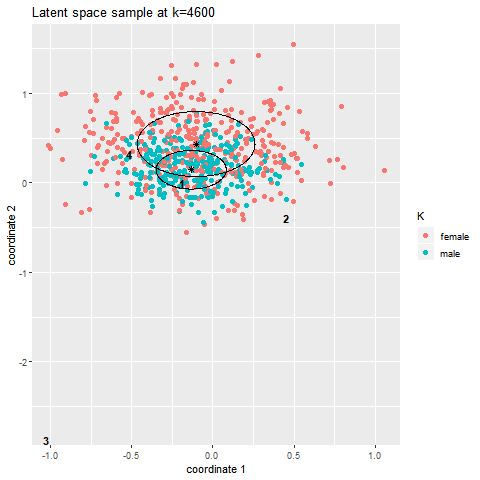 Latent space sample at k=4600
coordinate 2
1
0
-1
-2
4
1
2
3
-1.0
-0.5
0.0
0.5
1.0
coordinate 1
K
female
male